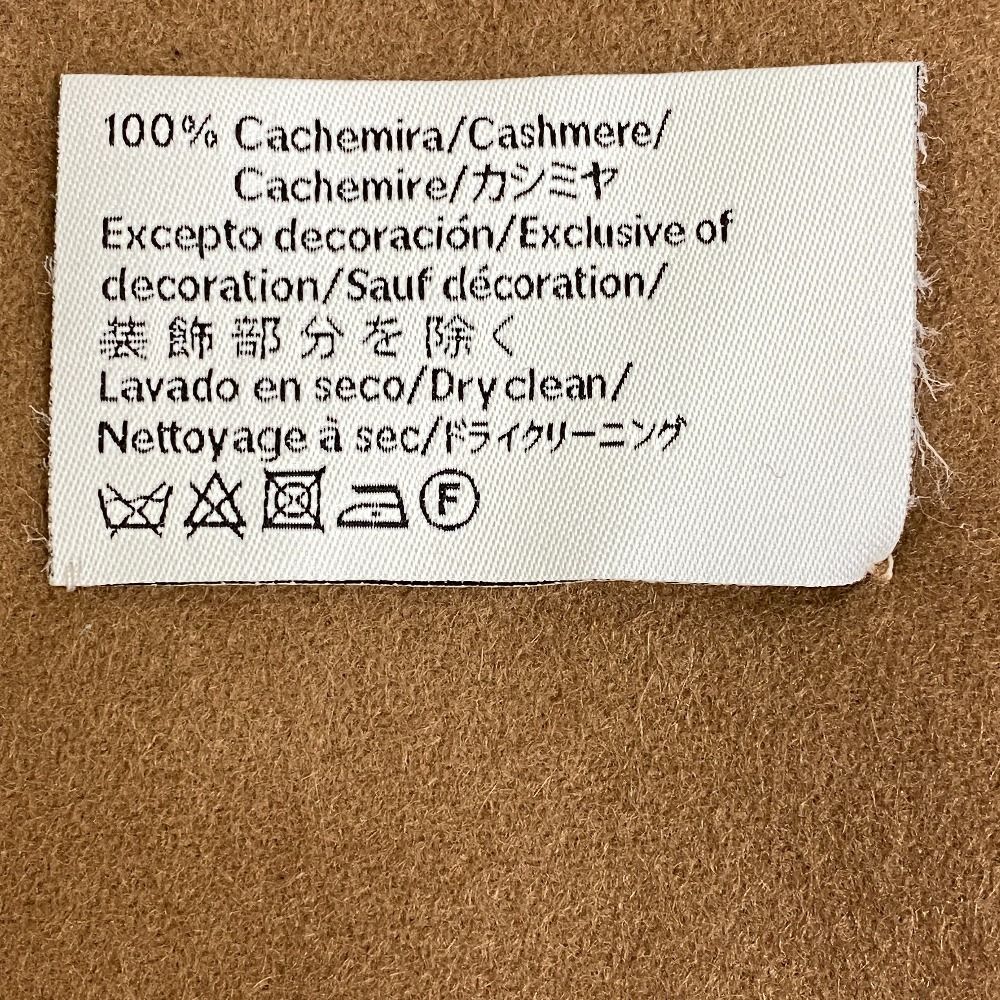 100% Cachemira/Cashmere/
Cachemire/カシミヤ
Excepto decoración/Exclusive of
decoration/Sauf décoration/
装飾部分を除く
Lavado en seco/Dry clean/
Nettoyage à sec/ドライクリーニング
F